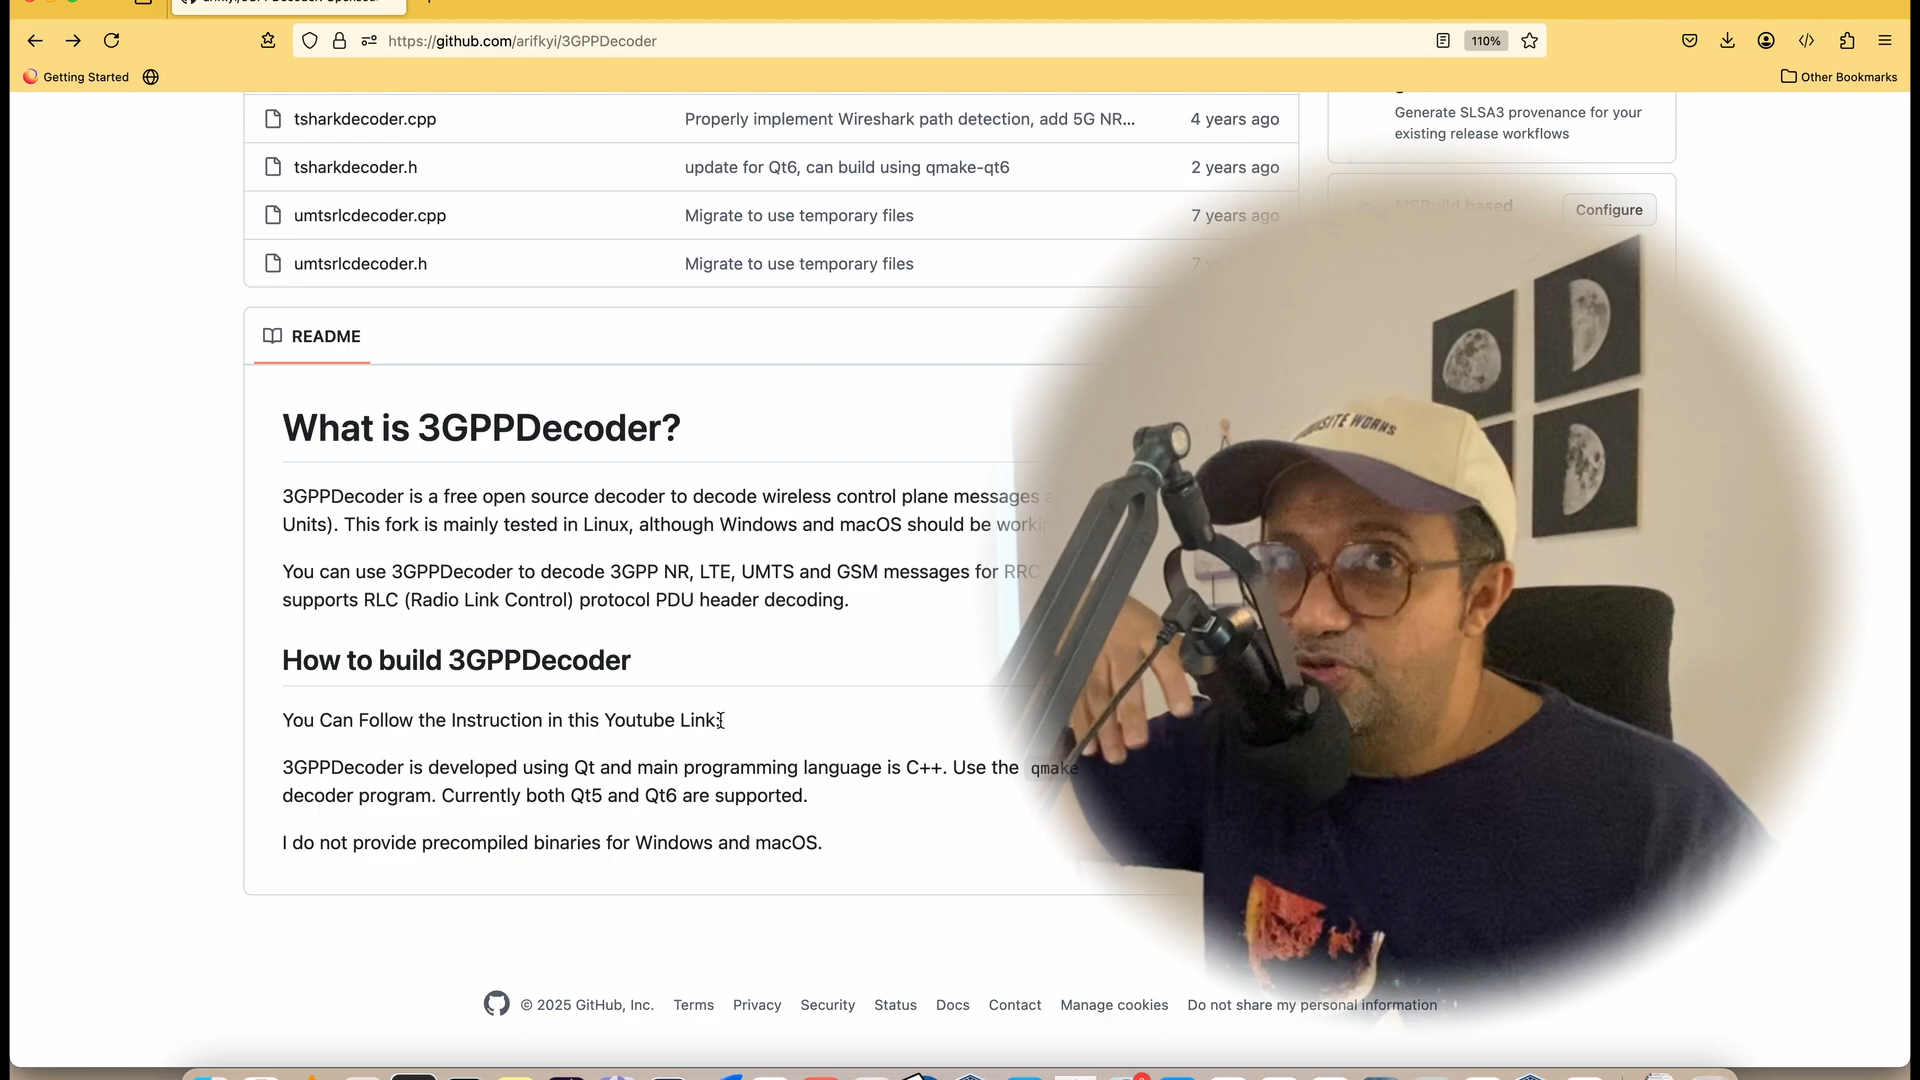 https://github.com/arifkyi/3GPPDecoder
110%
Getting Started
Other Bookmarks
tsharkdecoder.cpp Properly implement Wireshark path detection, add 5G NR... 4 years ago
tsharkdecoder.h update for Qt6, can build using qmake-qt6 2 years ago
umtsrlcdecoder.cpp Migrate to use temporary files 7 years ago
umtsrlcdecoder.h Migrate to use temporary files 7
Generate SLSA3 provenance for your
existing release workflows
MSBuild based
Configure
README
What is 3GPPDecoder?
3GPPDecoder is a free open source decoder to decode wireless control plane messages
Units). This fork is mainly tested in Linux, although Windows and macOS should be
You can use 3GPPDecoder to decode 3GPP NR, LTE, UMTS and GSM messages for RRC
supports RLC (Radio Link Control) protocol PDU header decoding.
How to build 3GPPDecoder
You Can Follow the Instruction in this Youtube Link:
3GPPDecoder is developed using Qt and main programming language is C++. Use the qmake
decoder program. Currently both Qt5 and Qt6 are supported.
I do not provide precompiled binaries for Windows and macOS.
WORKS
© 2025 GitHub, Inc. Terms Privacy Security Status Docs Contact Manage cookies Do not share my personal information